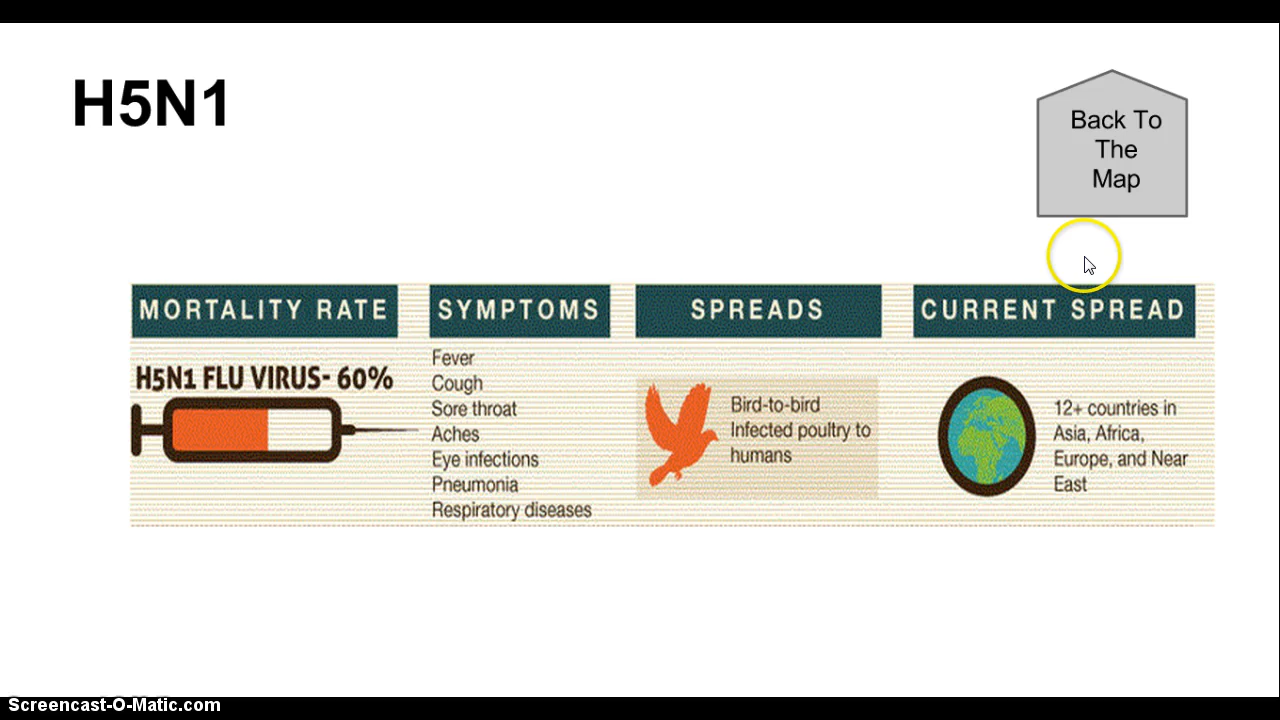 H5N1
Back To
The
Map
MORTALITY RATE
H5N1 FLU VIRUS- 60%
SYMPTOMS
Fever
Cough
Sore throat
Aches
Eye infections
Pneumonia
Respiratory diseases
SPREADS
Bird-to-bird
Infected poultry to
humans
CURRENT SPREAD
12+ countries in
Asia, Africa,
Europe, and Near
East
Screencast-O-Matic.com